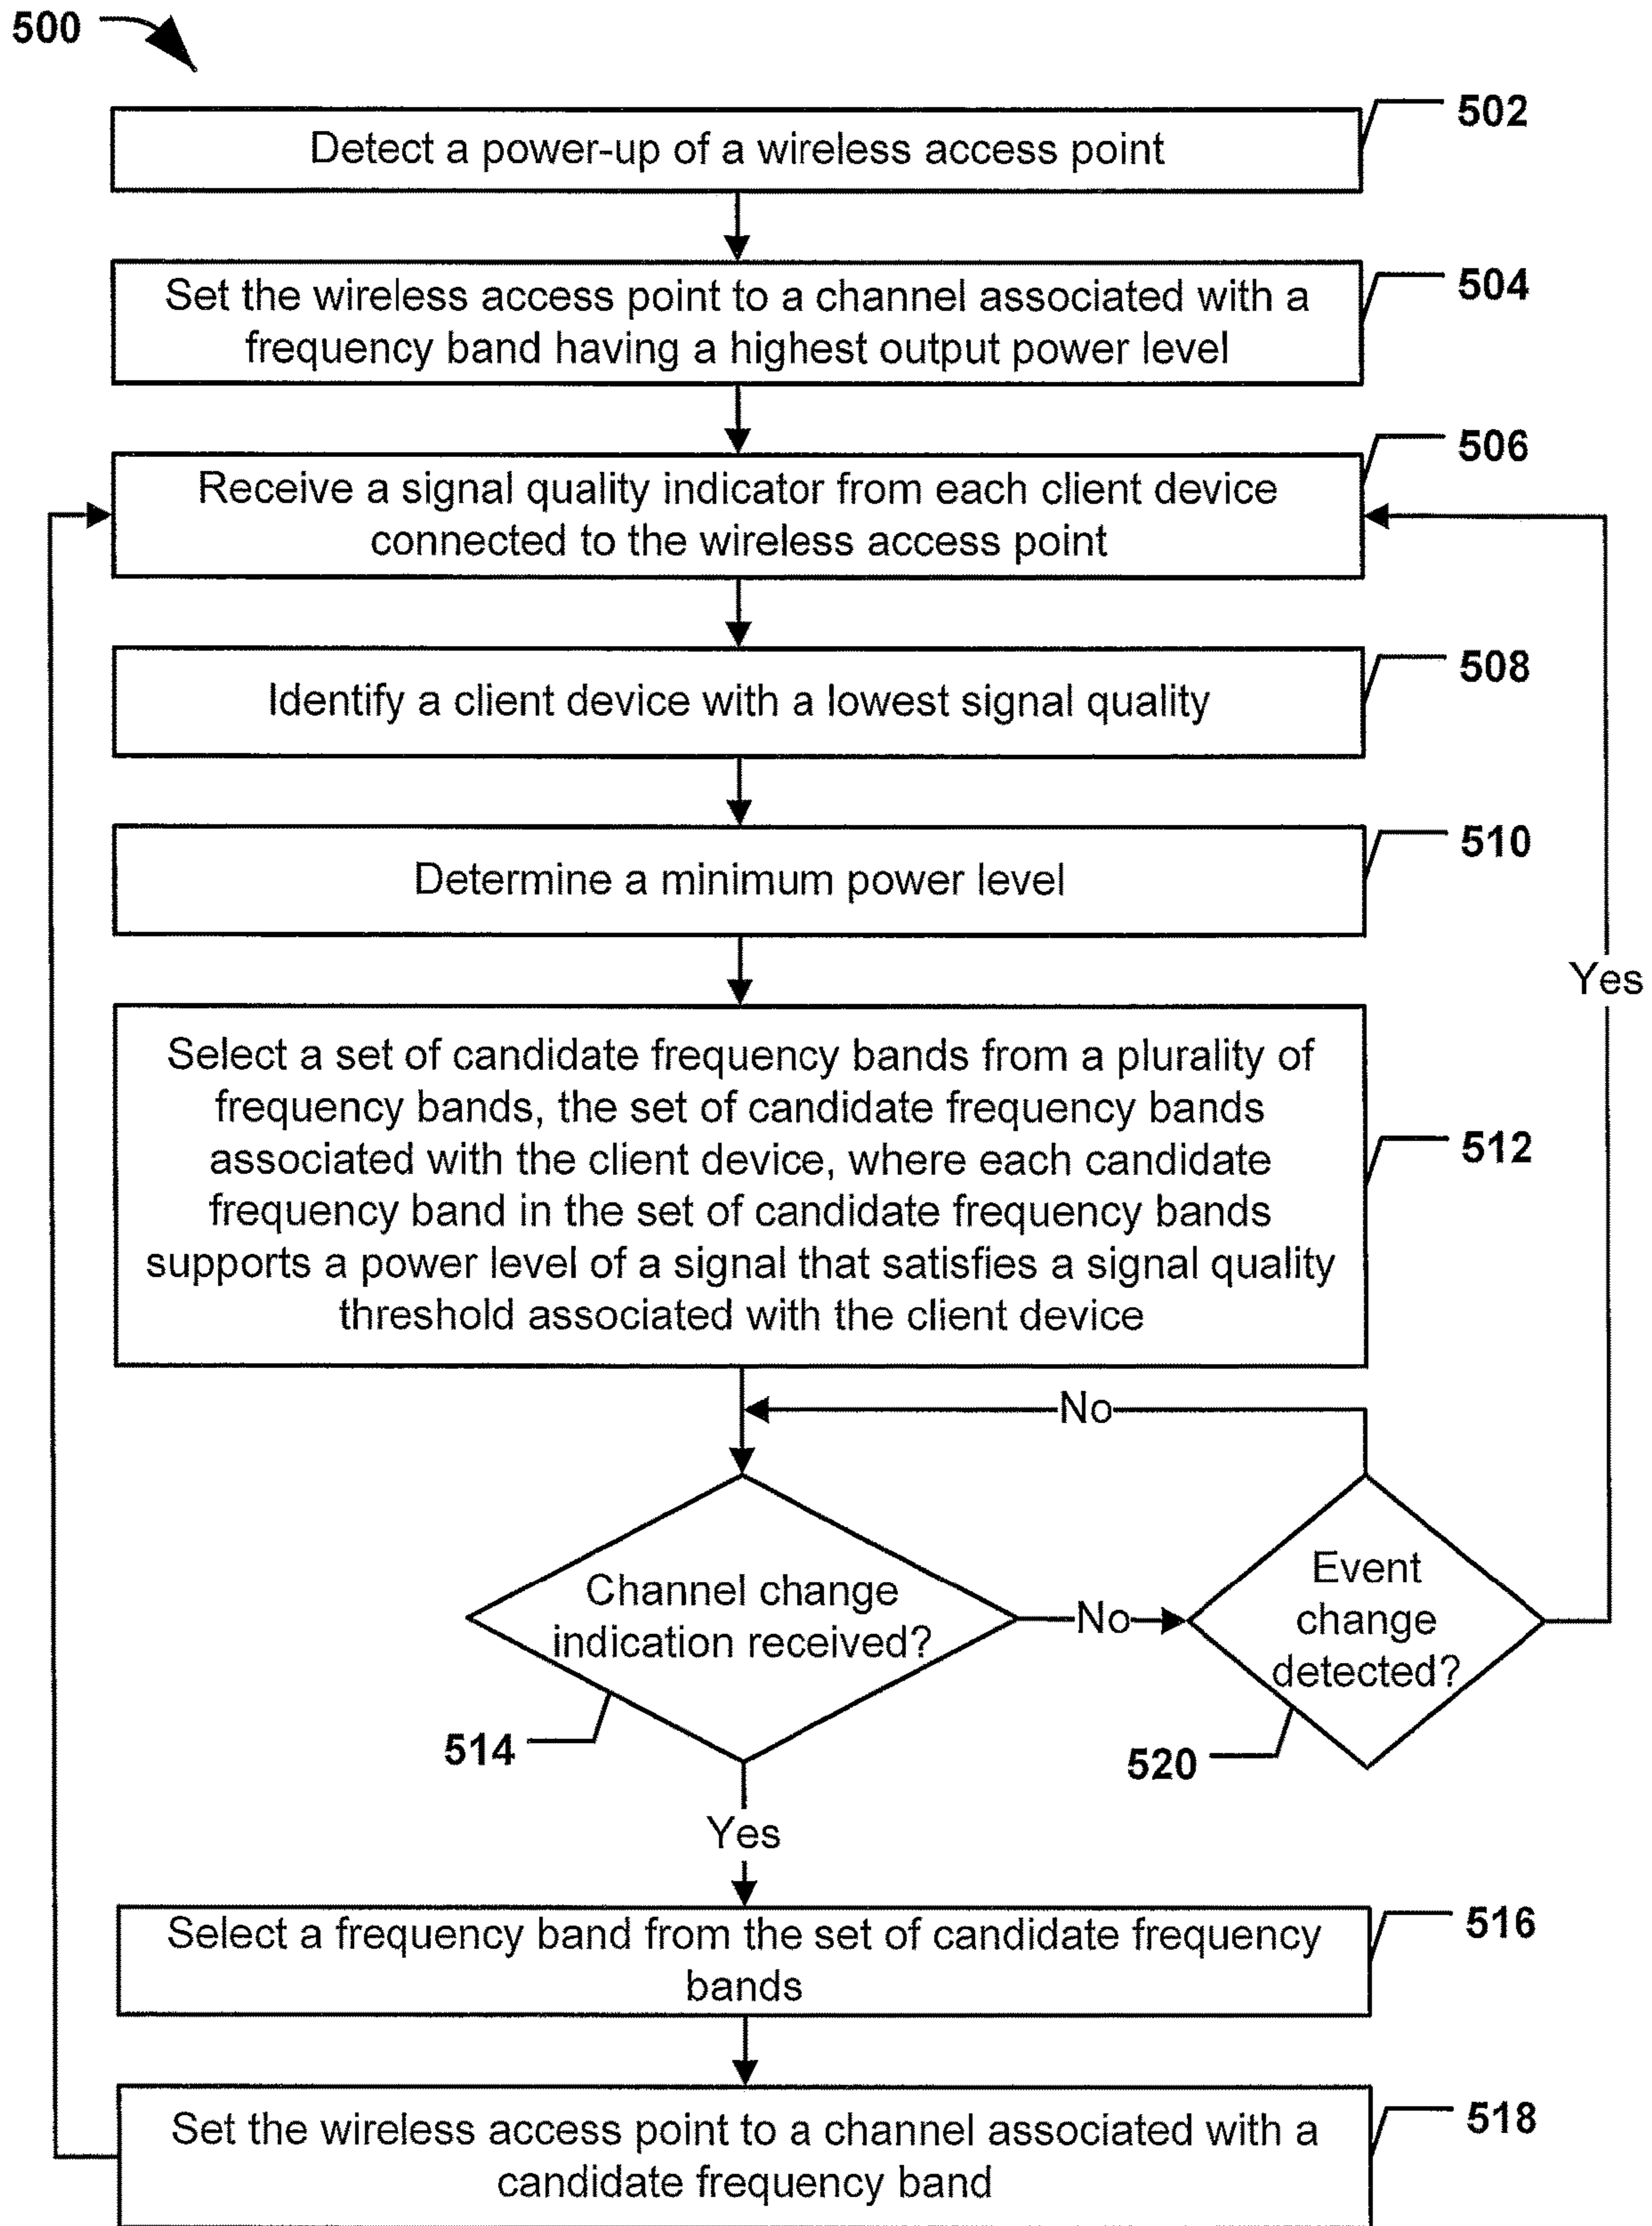 500
502
Detect a power-up of a wireless access point
504
Set the wireless access point to a channel associated with a
frequency band having a highest output power level
506
Receive a signal quality indicator from each client device
connected to the wireless access point
508
Identify a client device with a lowest signal quality
510
Determine a minimum power level
Yes
512
Select a set of candidate frequency bands from a plurality of
frequency bands, the set of candidate frequency bands
associated with the client device, where each candidate
frequency band in the set of candidate frequency bands
supports a power level of a signal that satisfies a signal quality
threshold associated with the client device
No
Channel change
indication received?
No
Event
change
detected?
514
520
Yes
516
Select a frequency band from the set of candidate frequency
bands
518
Set the wireless access point to a channel associated with a
candidate frequency band